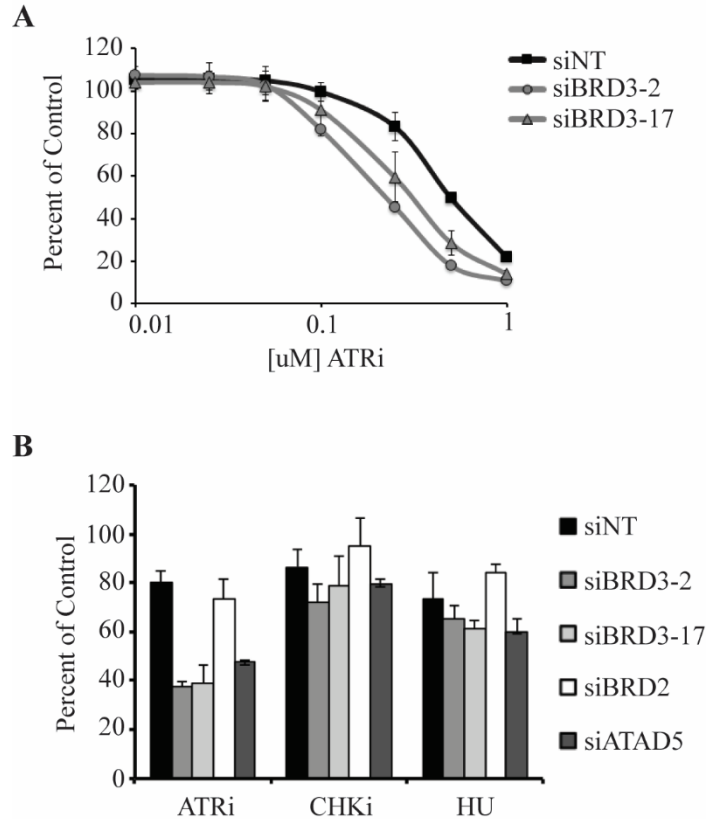 A
120
100
80
60
40
20
0
Percent of Control
0.01
0.1
1
[uM] ATRi
siNT
siBRD3-2
siBRD3-17
B
120
100
80
60
40
20
0
Percent of Control
ATRi
CHKi
HU
siNT
siBRD3-2
siBRD3-17
siBRD2
siATAD5